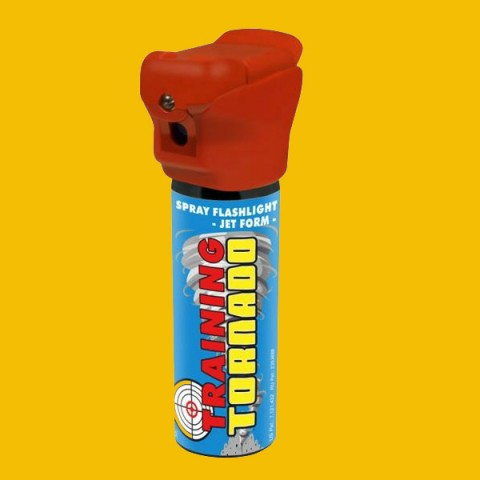 SPRAY FLASHLIGHT
- JET FORM -
TRAINING
TORNADO